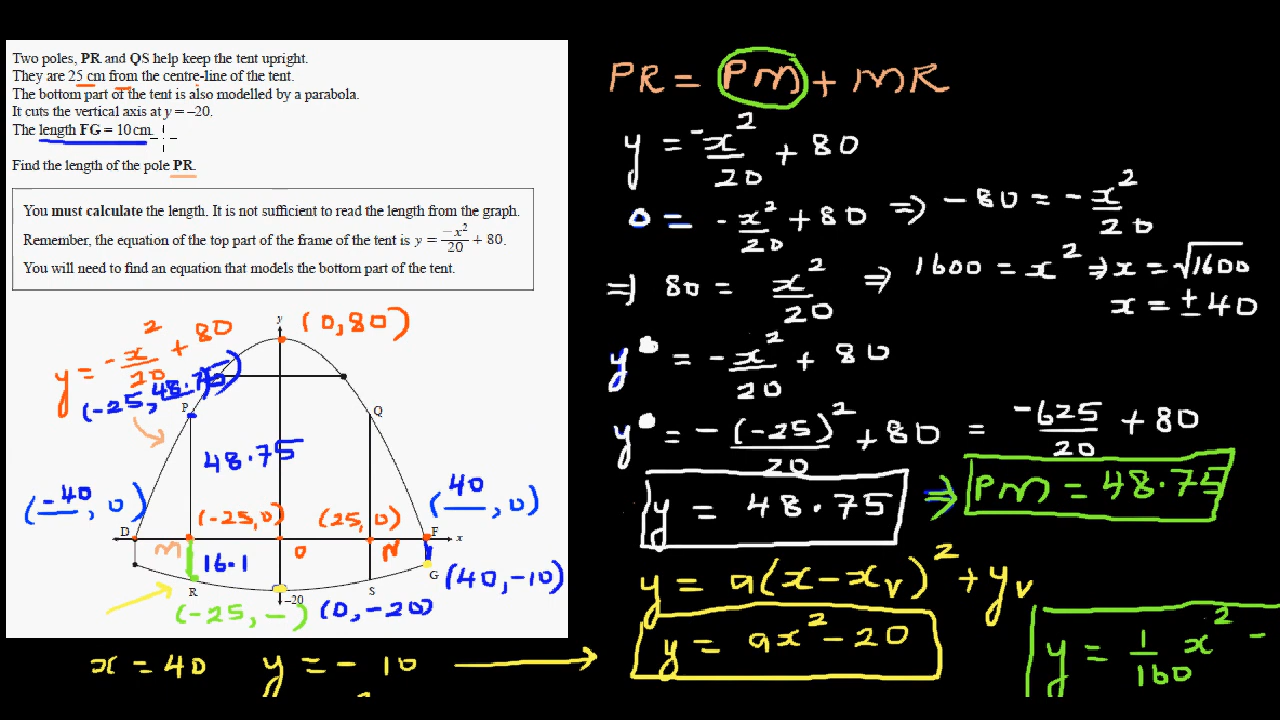 Two poles, PR and QS help keep the tent upright.
They are 25 cm from the centre-line of the tent.
The bottom part of the tent is also modelled by a parabola.
It cuts the vertical axis at y = –20.
The length FG = 10 cm.
Find the length of the pole PR.
You must calculate the length. It is not sufficient to read the length from the graph.
Remember, the equation of the top part of the frame of the tent is y = −x²/20 + 80.
You will need to find an equation that models the bottom part of the tent.
y
(0,80)
y = -x²/20 + 80
(-25, 48.75)
P
Q
48.75
(-40, 0)
(40, 0)
(-25,0)
(25,0)
D
M
O
N
F
x
16.1
G
(40,-10)
R
–20
S
(-25, -)
(0,-20)
x = 40 y = - 10
PR = PM + MR
y = -x²/20 + 80
0 = -x²/20 + 80 ⇒ -80 = -x²/20
⇒ 80 = x²/20 ⇒ 1600 = x² ⇒ x = √1600
x = ± 40
y = -x²/20 + 80
y = -(-25)²/20 + 80 = -625/20 + 80
y = 48.75 ⇒ PM = 48.75
y = a(x-xᵥ)² + yᵥ
y = ax² - 20
y = 1/160 x² -